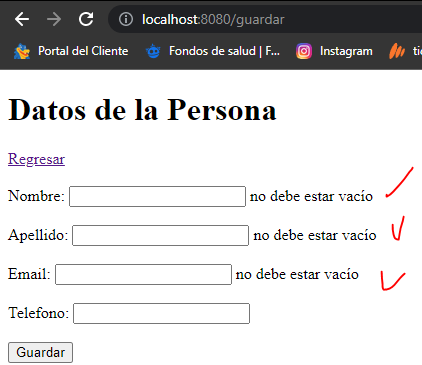 localhost:8080/guardar
Portal del Cliente Fondos de salud | F... Instagram ti
Datos de la Persona
Regresar
Nombre: no debe estar vacío
Apellido: no debe estar vacío
Email: no debe estar vacío
Telefono:
Guardar